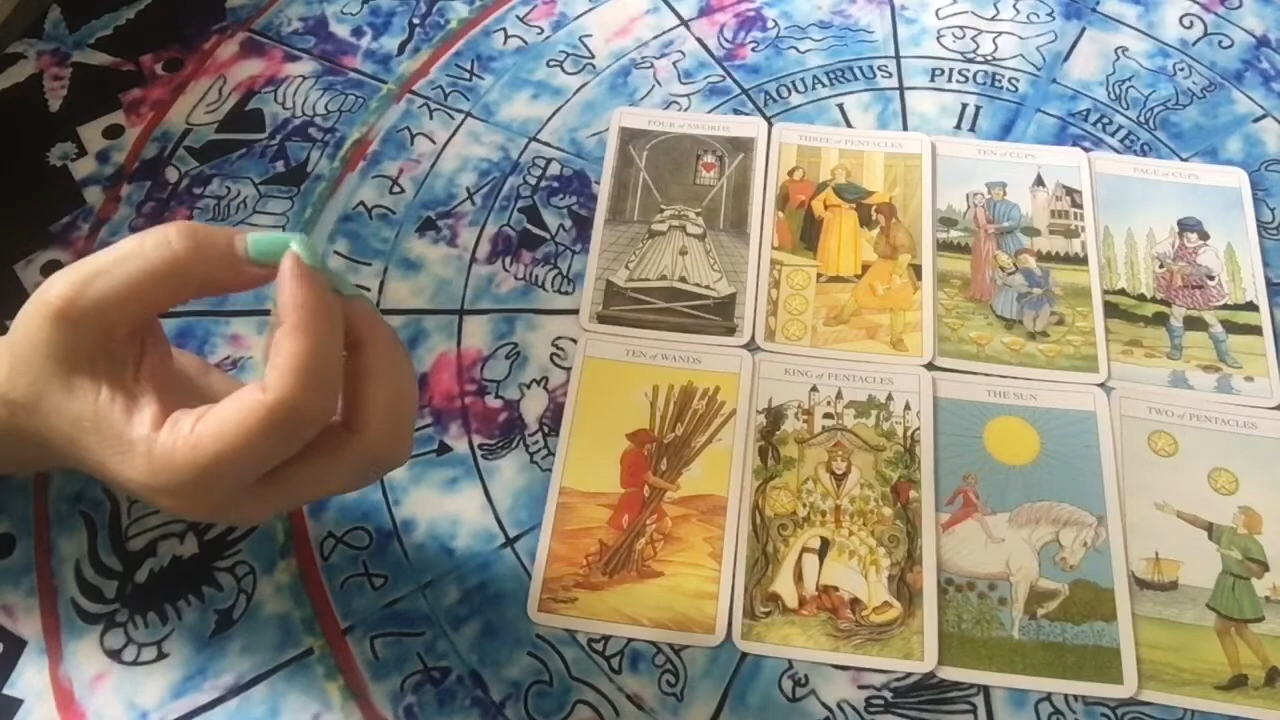 AQUARIUS
PISCES
ARIES
I
II
FOUR of SWORDS
THREE of PENTACLES
TEN of CUPS
PAGE of CUPS
TEN of WANDS
KING of PENTACLES
THE SUN
TWO of PENTACLES